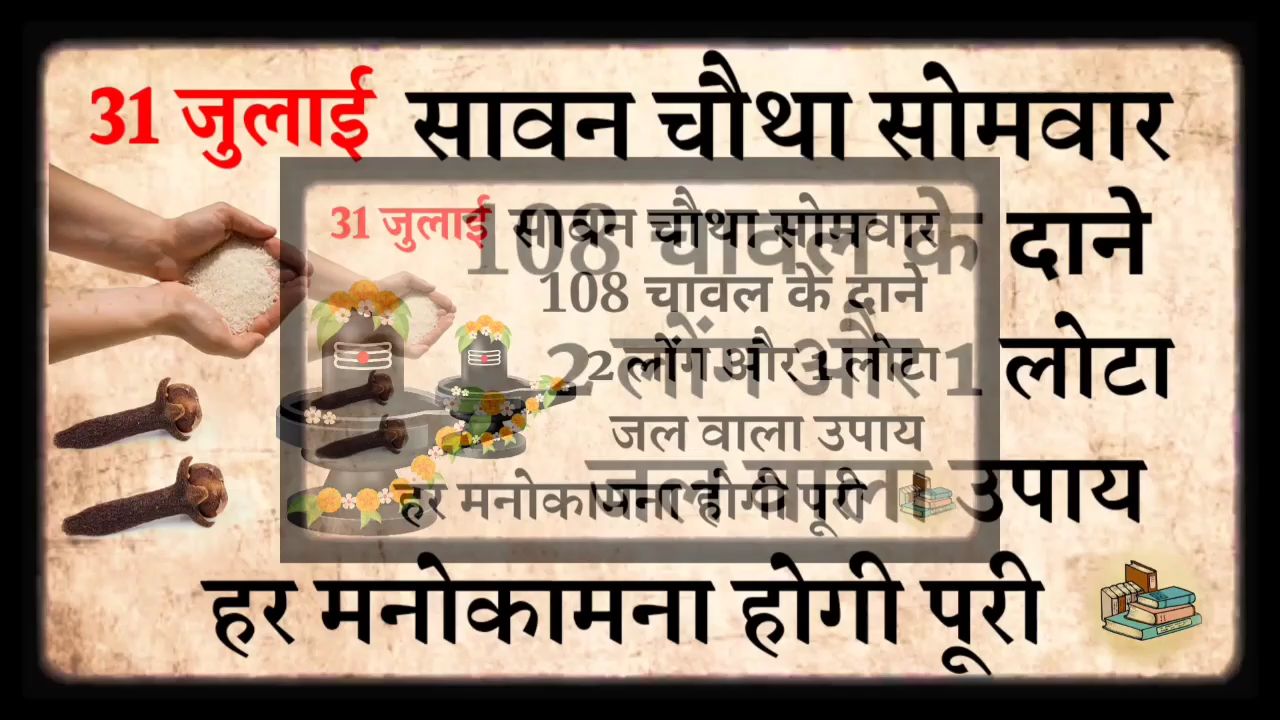 31 जुलाई सावन चौथा सोमवार
108 चावल के दाने
2 लोंग और 1 लोटा
जल वाला उपाय
हर मनोकामना होगी पूरी
31 जुलाई सावन चौथा सोमवार
108 चावल के दाने
2 लोंग और 1 लोटा
जल वाला उपाय
हर मनोकामना होगी पूरी